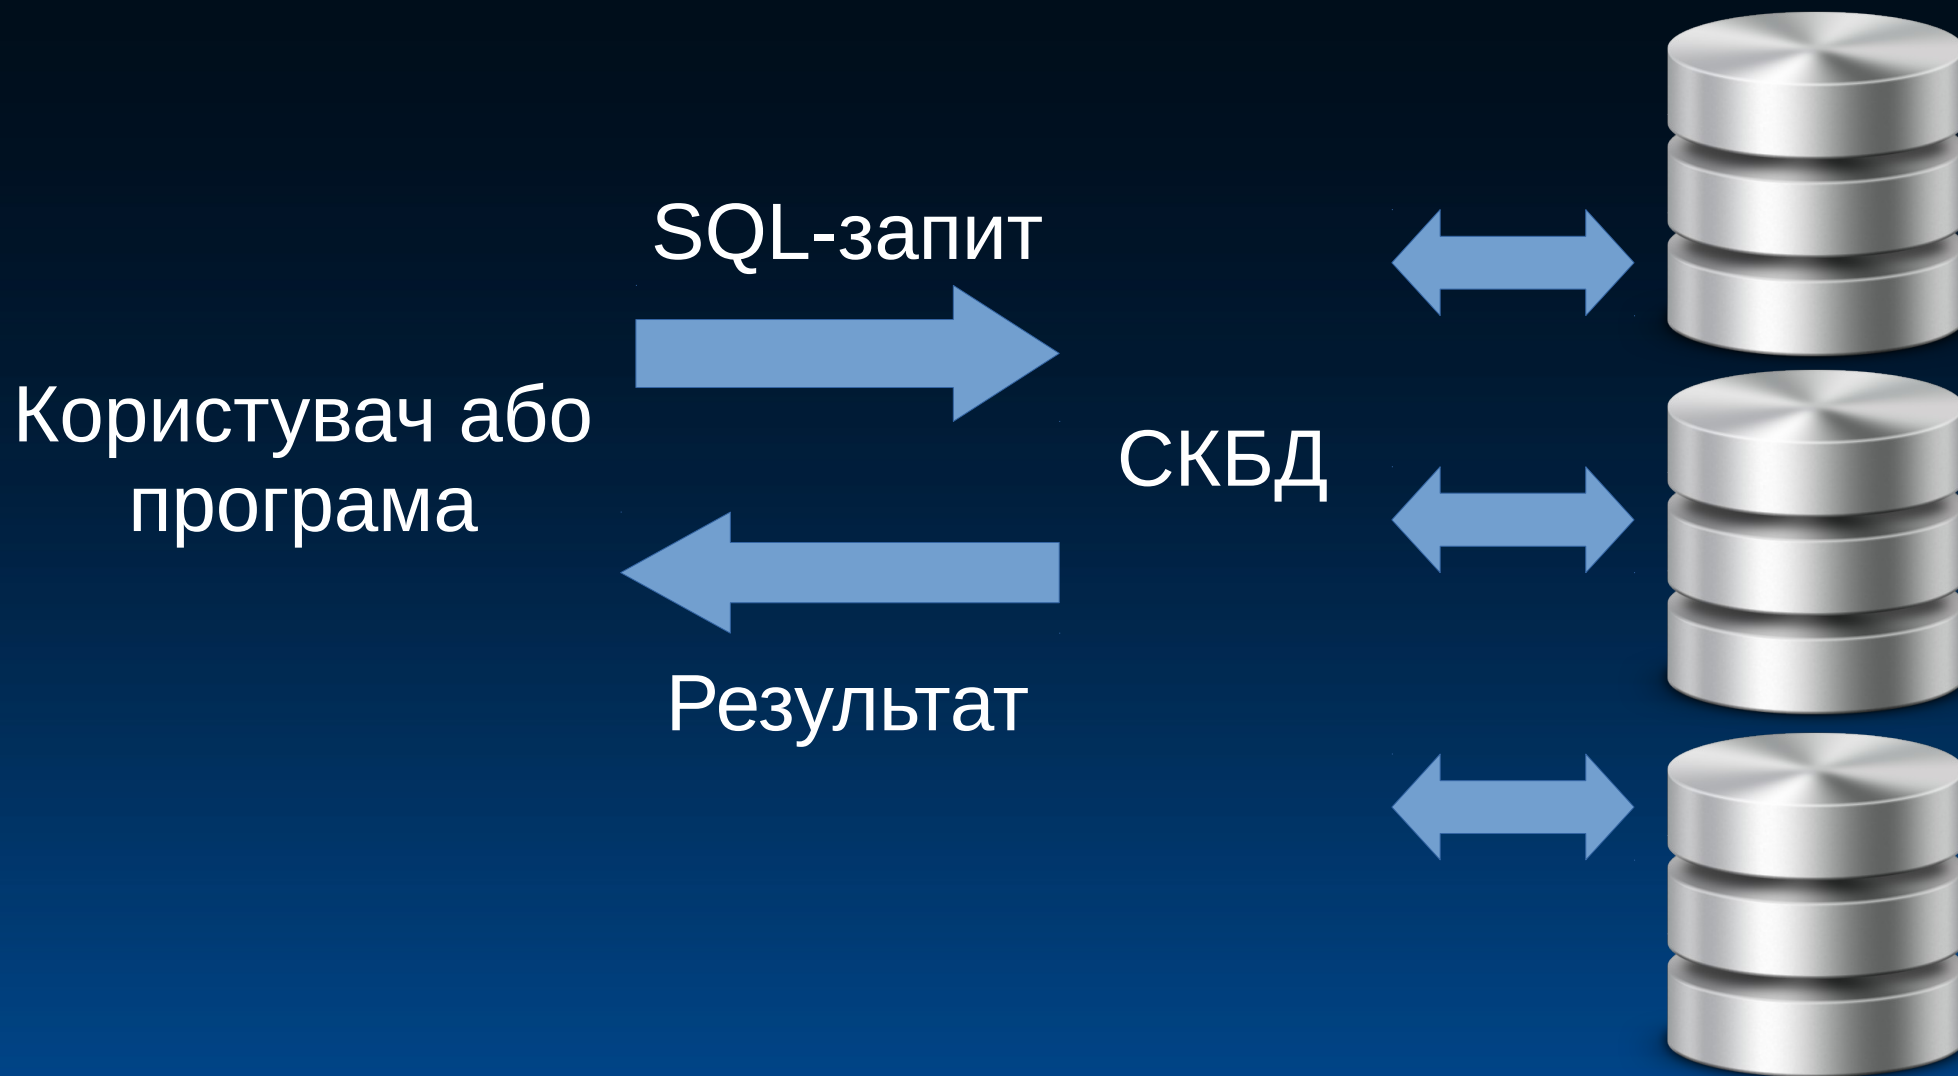 SQL-запит
Користувач або
програма
СКБД
Результат